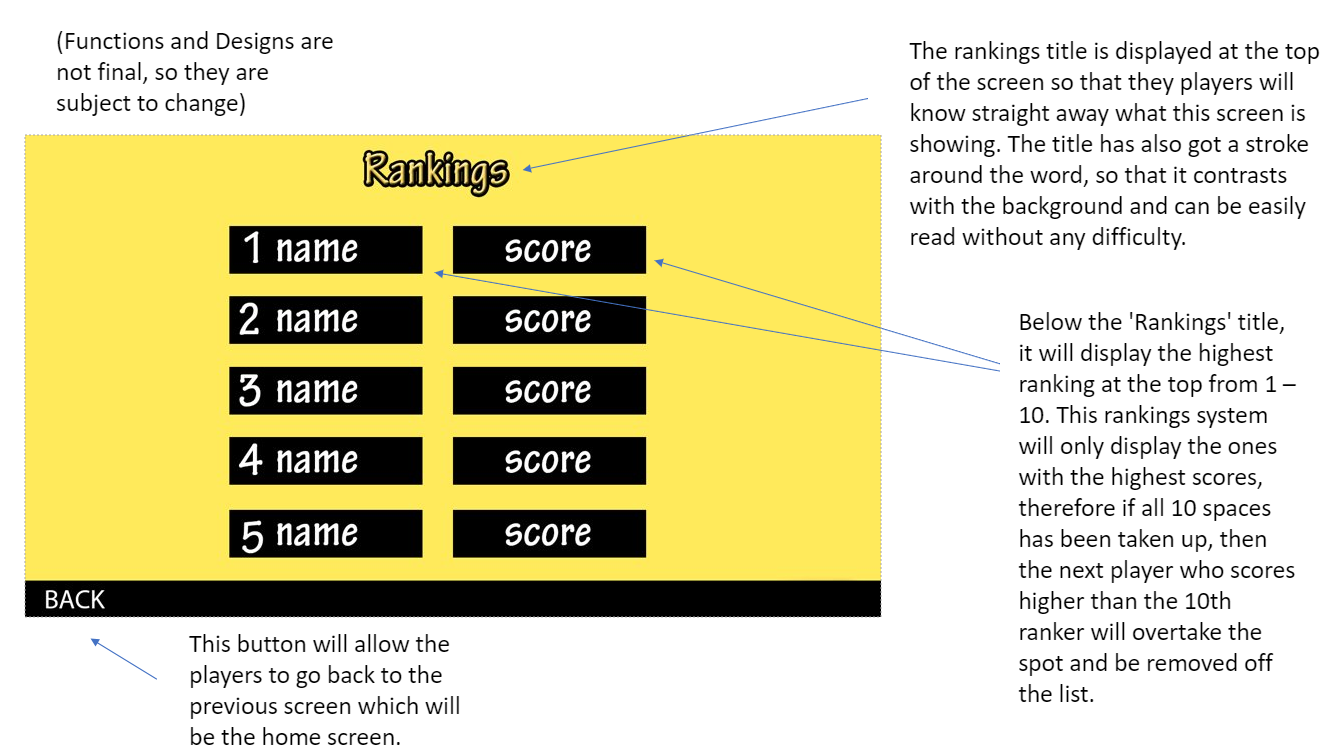 (Functions and Designs are
not final, so they are
subject to change)
The rankings title is displayed at the top
of the screen so that they players will
know straight away what this screen is
showing. The title has also got a stroke
around the word, so that it contrasts
with the background and can be easily
read without any difficulty.
Rankings
1 name score
2 name score
3 name score
4 name score
5 name score
BACK
Below the 'Rankings' title,
it will display the highest
ranking at the top from 1 –
10. This rankings system
will only display the ones
with the highest scores,
therefore if all 10 spaces
has been taken up, then
the next player who scores
higher than the 10th
ranker will overtake the
spot and be removed off
the list.
This button will allow the
players to go back to the
previous screen which will
be the home screen.